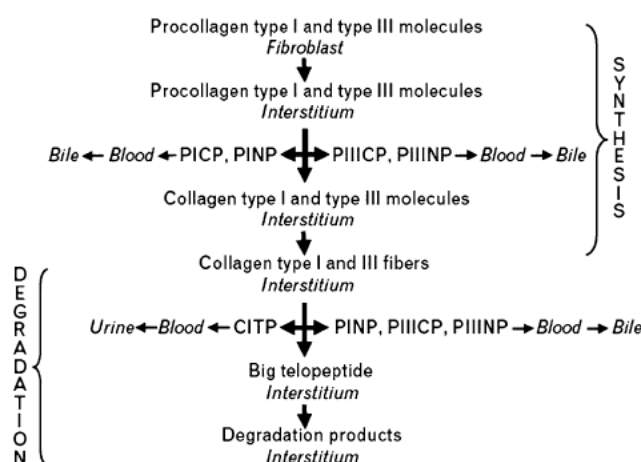 Procollagen type I and type III molecules
Fibroblast
Procollagen type I and type III molecules
Interstitium
Bile Blood PICP, PINP PIIICP, PIIINP Blood Bile
Collagen type I and type III molecules
Interstitium
Collagen type I and III fibers
Interstitium
Urine Blood CITP PINP, PIIICP, PIIINP Blood Bile
Big telopeptide
Interstitium
Degradation products
Interstitium
SYNTHESIS
DEGRADATION